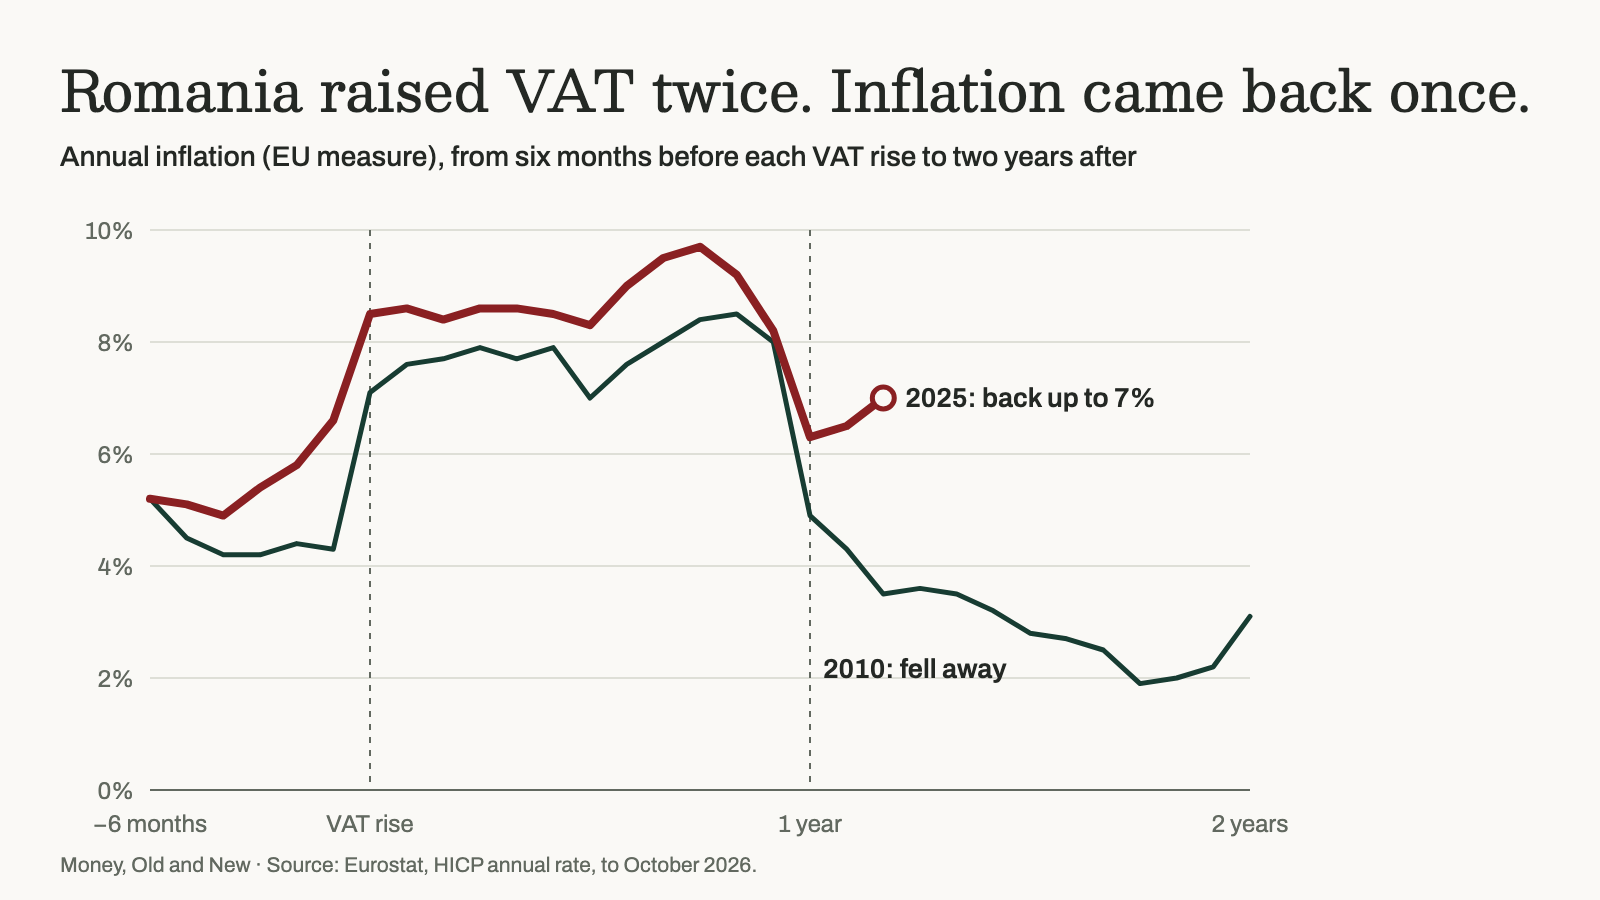 Romania raised VAT twice. Inflation came back once.
Annual inflation (EU measure), from six months before each VAT rise to two years after
10%
8%
2025: back up to 7%
6%
4%
2010: fell away
2%
0%
–6 months VAT rise 1 year 2 years
Money, Old and New · Source: Eurostat, HICP annual rate, to October 2026.